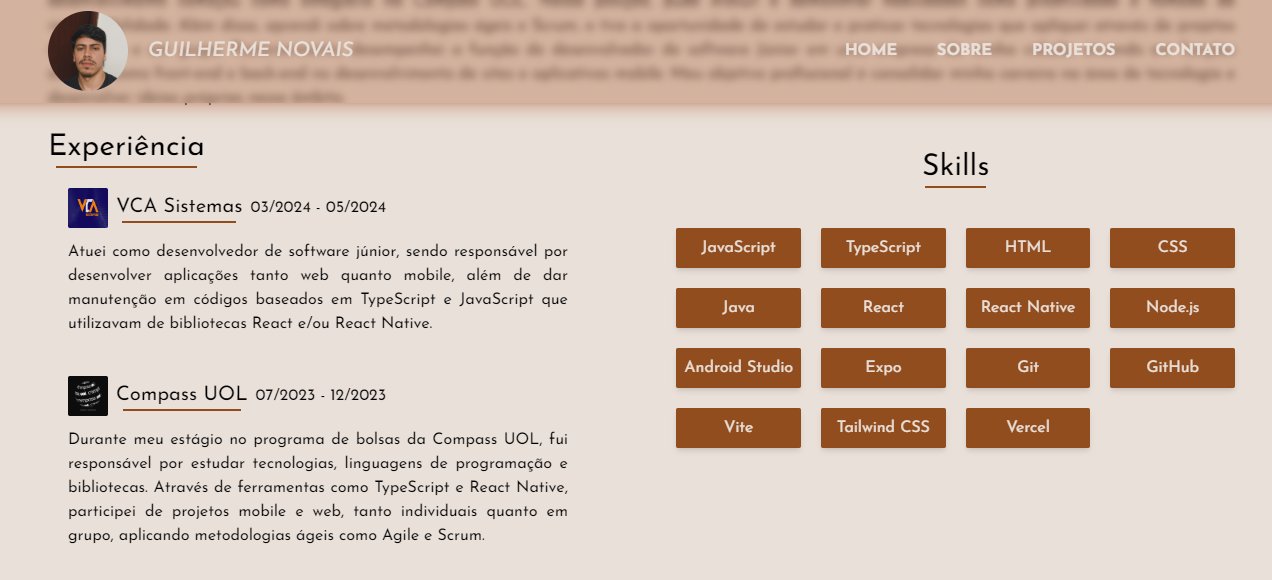 GUILHERME NOVAIS
HOME SOBRE PROJETOS CONTATO
Experiência
VCA Sistemas 03/2024 - 05/2024
Atuei como desenvolvedor de software júnior, sendo responsável por
desenvolver aplicações tanto web quanto mobile, além de dar
manutenção em códigos baseados em TypeScript e JavaScript que
utilizavam de bibliotecas React e/ou React Native.
Compass UOL 07/2023 - 12/2023
Durante meu estágio no programa de bolsas da Compass UOL, fui
responsável por estudar tecnologias, linguagens de programação e
bibliotecas. Através de ferramentas como TypeScript e React Native,
participei de projetos mobile e web, tanto individuais quanto em
grupo, aplicando metodologias ágeis como Agile e Scrum.
Skills
JavaScript TypeScript HTML CSS
Java React React Native Node.js
Android Studio Expo Git GitHub
Vite Tailwind CSS Vercel